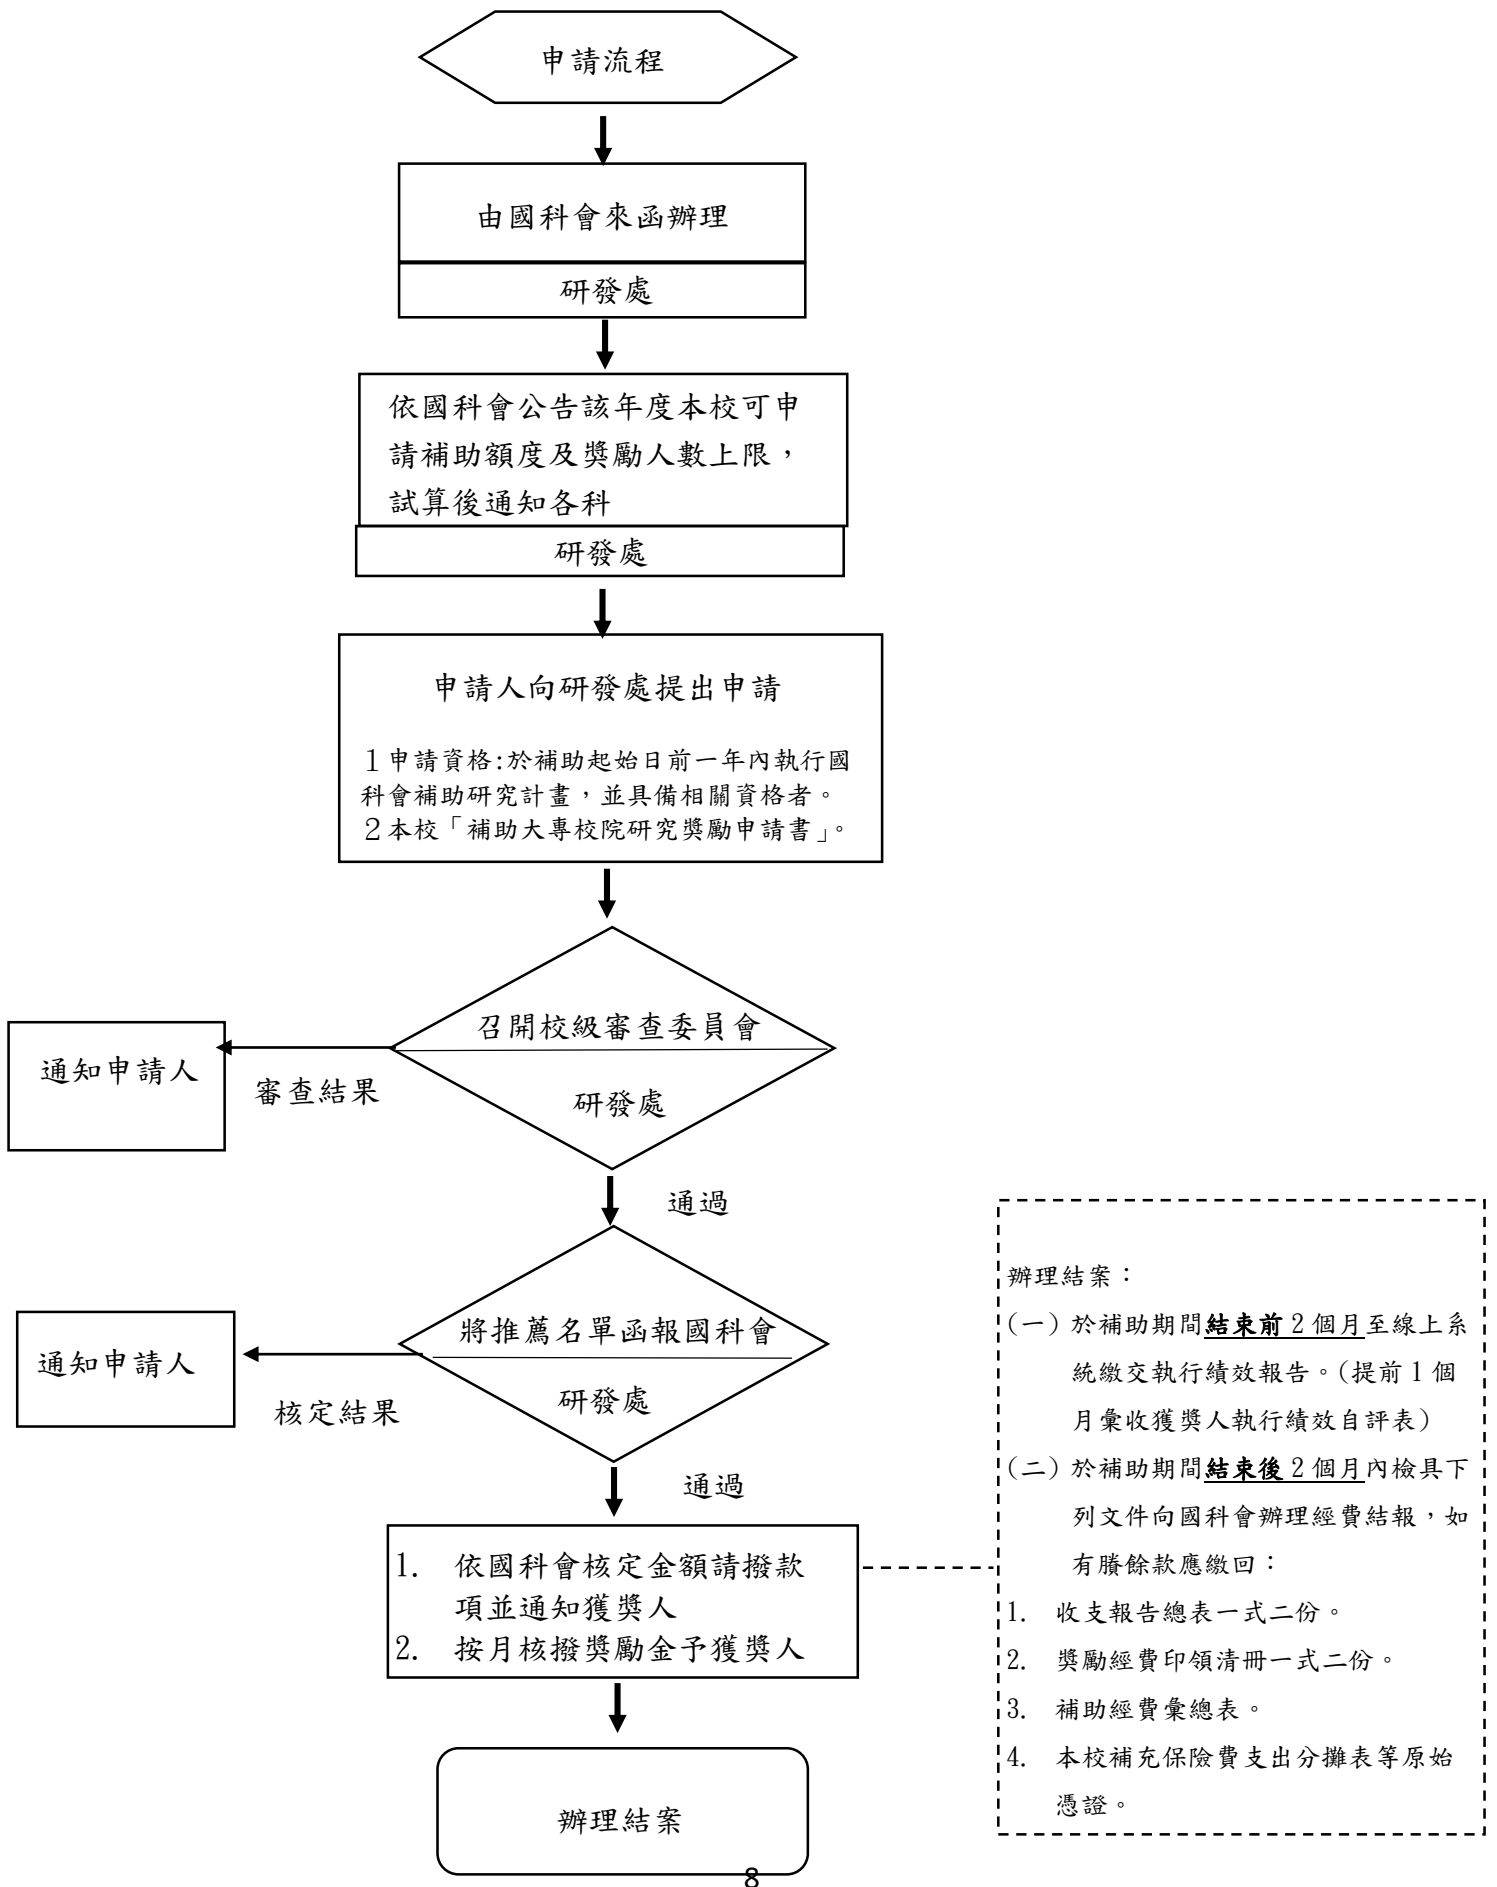 申請流程
由國科會來函辦理
研發處
依國科會公告該年度本校可申
請補助額度及獎勵人數上限，
試算後通知各科
研發處
申請人向研發處提出申請
１申請資格:於補助起始日前一年內執行國
科會補助研究計畫，並具備相關資格者。
２本校「補助大專校院研究獎勵申請書」。
召開校級審查委員會
研發處
審查結果
通知申請人
通過
將推薦名單函報國科會
研發處
核定結果
通知申請人
通過
1. 依國科會核定金額請撥款
項並通知獲獎人
2. 按月核撥獎勵金予獲獎人
辦理結案
辦理結案：
(一) 於補助期間結束前 2 個月至線上系
統繳交執行績效報告。(提前 1 個
月彙收獲獎人執行績效自評表)
(二) 於補助期間結束後 2 個月內檢具下
列文件向國科會辦理經費結報，如
有賸餘款應繳回：
1. 收支報告總表一式二份。
2. 獎勵經費印領清冊一式二份。
3. 補助經費彙總表。
4. 本校補充保險費支出分攤表等原始
憑證。
8